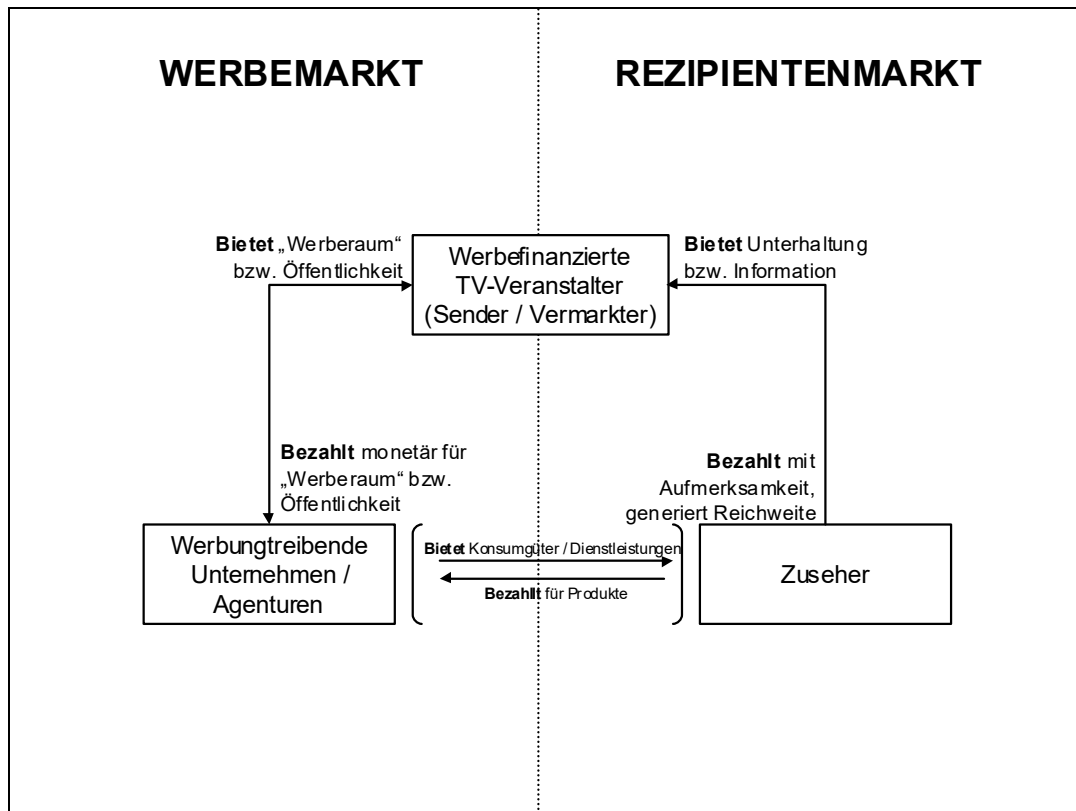 WERBEMARKT
REZIPIENTENMARKT
Bietet „Werberaum“
bzw. Öffentlichkeit
Werbefinanzierte
TV-Veranstalter
(Sender / Vermarkter)
Bietet Unterhaltung
bzw. Information
Bezahlt monetär für
„Werberaum“ bzw.
Öffentlichkeit
Bezahlt mit
Aufmerksamkeit,
generiert Reichweite
Werbungtreibende
Unternehmen /
Agenturen
Bietet Konsumgüter / Dienstleistungen
Bezahllt für Produkte
Zuseher